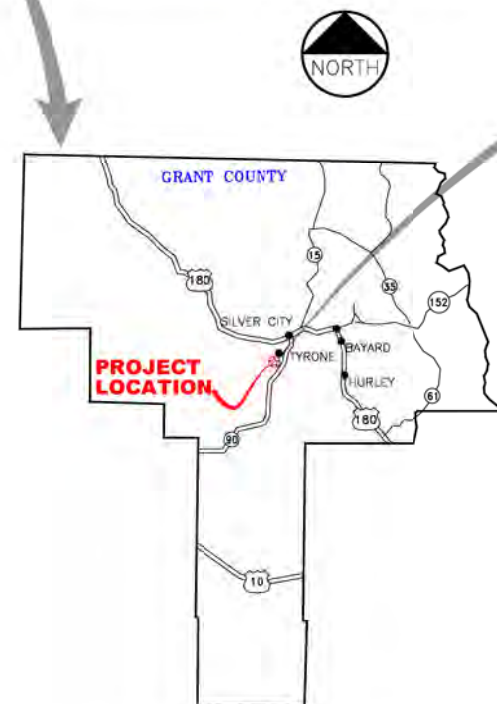 NORTH
GRANT COUNTY
15
180
35
152
SILVER CITY
TYRONE
BAYARD
PROJECT
LOCATION
HURLEY
61
180
90
10